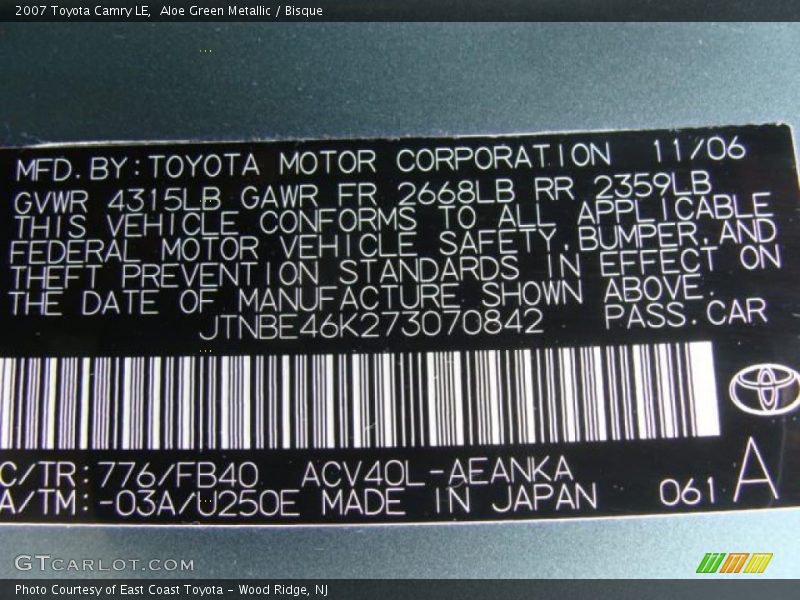 2007 Toyota Camry LE, Aloe Green Metallic / Bisque
MFD. BY: TOYOTA MOTOR CORPORATION 11/06
GVWR 4315LB GAWR FR 2668LB RR 2359LB
THIS VEHICLE CONFORMS TO ALL APPLICABLE
FEDERAL MOTOR VEHICLE SAFETY, BUMPER, AND
THEFT PREVENTION STANDARDS IN EFFECT ON
THE DATE OF MANUFACTURE SHOWN ABOVE.
JTNBE46K273070842 PASS. CAR
C/TR: 776/FB40 ACV40L-AEANKA
A/TM: -03A/U250E MADE IN JAPAN 061 A
GTCARLOT.COM
Photo Courtesy of East Coast Toyota - Wood Ridge, NJ